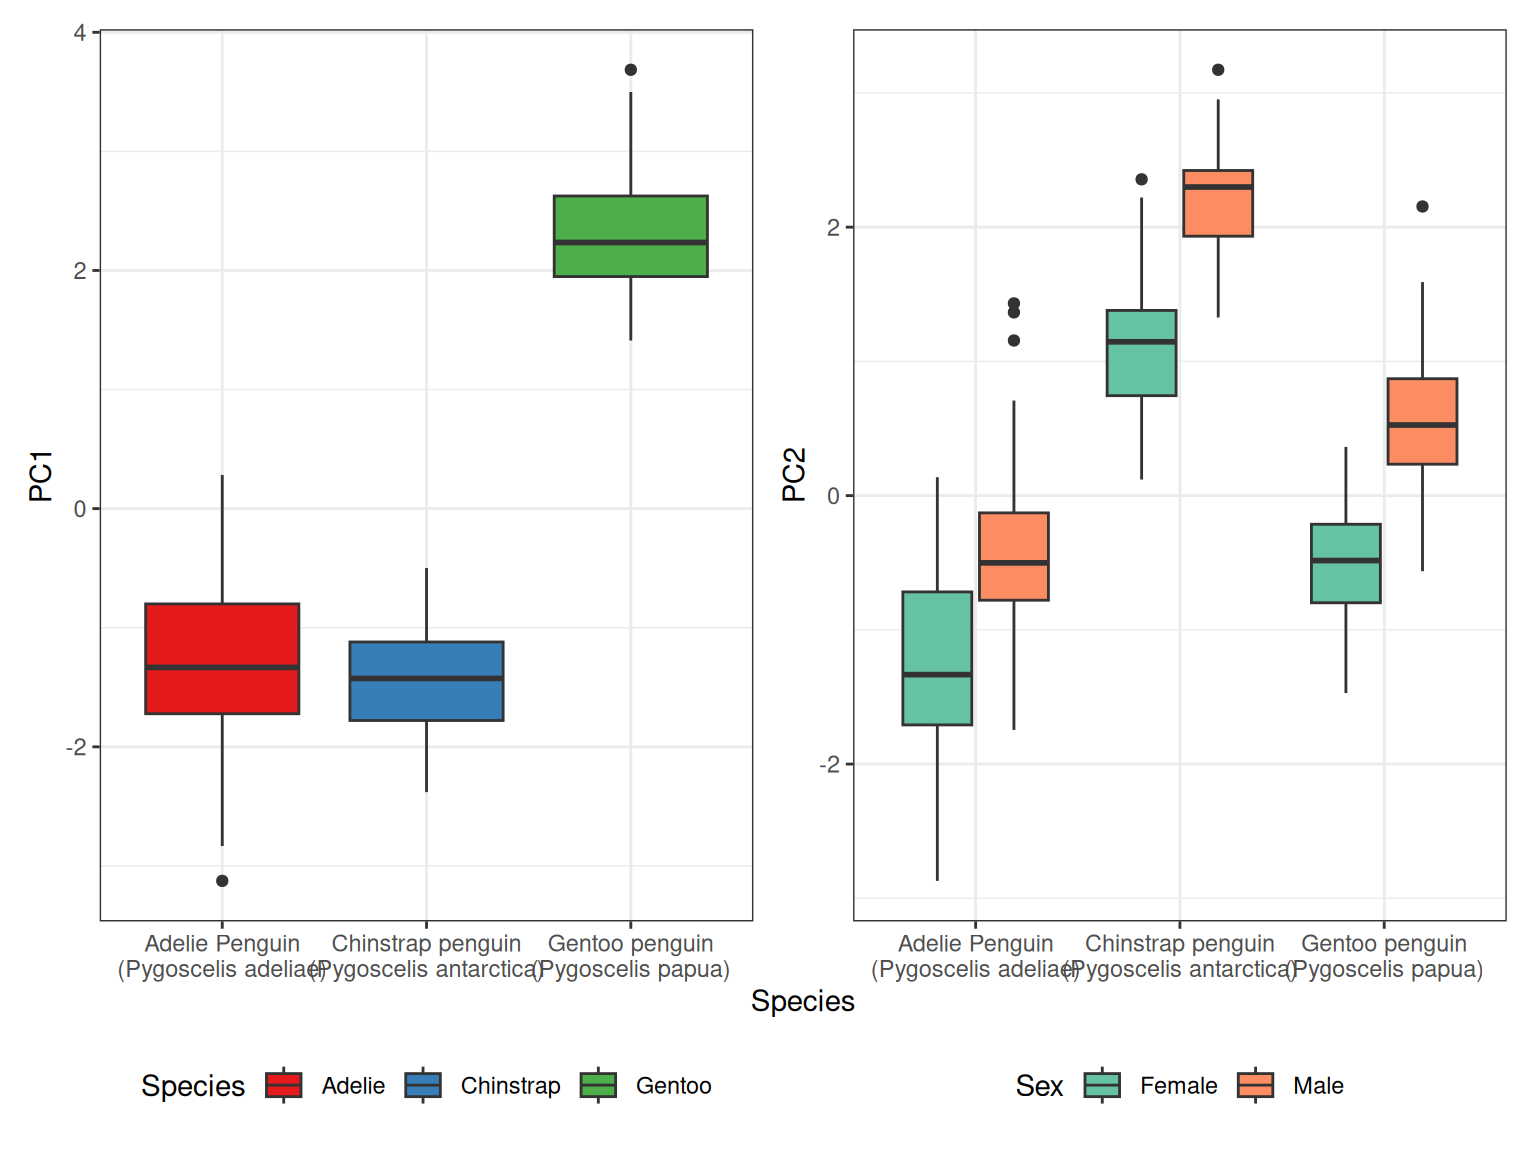 PC1
4
2
0
-2
Adelie Penguin
(Pygoscelis adeliae)
Chinstrap penguin
(Pygoscelis antarctica)
Gentoo penguin
(Pygoscelis papua)
PC2
2
0
-2
Adelie Penguin
(Pygoscelis adeliae)
Chinstrap penguin
(Pygoscelis antarctica)
Gentoo penguin
(Pygoscelis papua)
Species
Species Adelie Chinstrap Gentoo
Sex Female Male